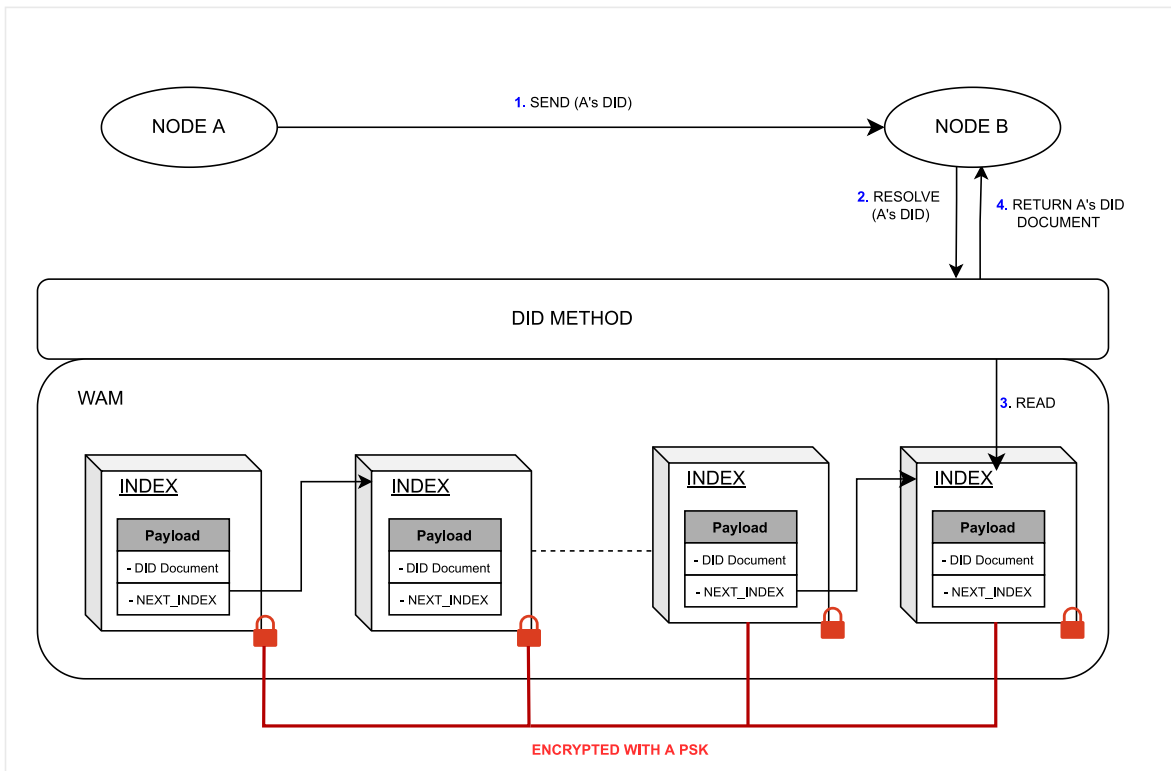 1. SEND (A's DID)
NODE A
NODE B
2. RESOLVE
(A's DID)
4. RETURN A's DID
DOCUMENT
DID METHOD
WAM
3. READ
INDEX
Payload
- DID Document
- NEXT_INDEX
INDEX
Payload
- DID Document
- NEXT_INDEX
INDEX
Payload
- DID Document
- NEXT_INDEX
INDEX
Payload
- DID Document
- NEXT_INDEX
ENCRYPTED WITH A PSK